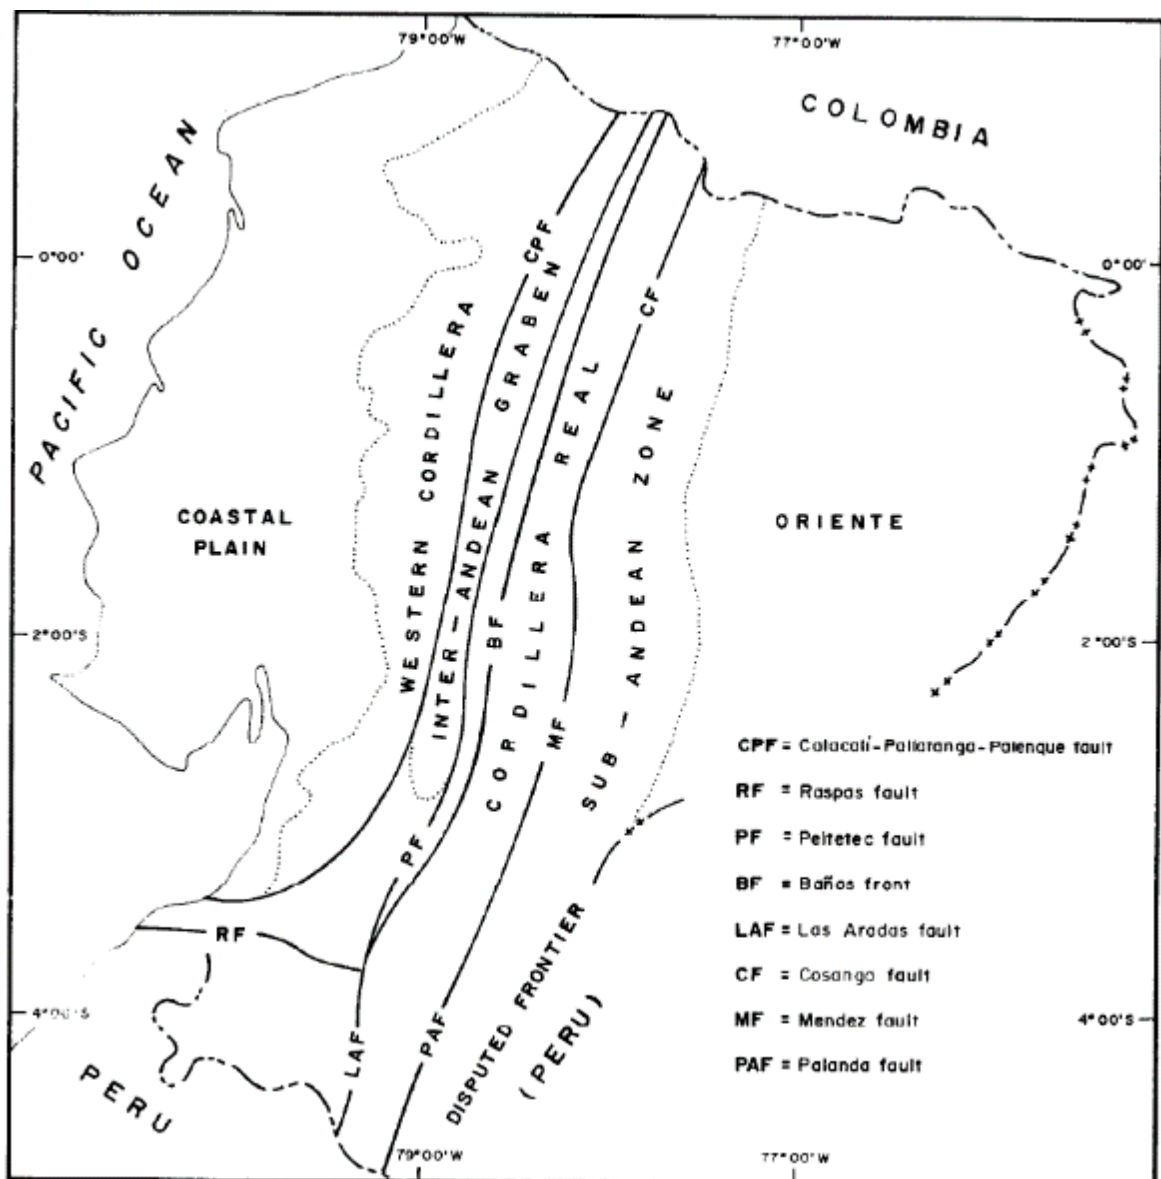 79°00'W
77°00'W
COLOMBIA
PACIFIC OCEAN
0°00'
0°00'
CPF
CF
WESTERN CORDILLERA
INTER-ANDEAN GRABEN
CORDILLERA REAL
SUB-ANDEAN ZONE
COASTAL
PLAIN
ORIENTE
BF
2°00'S
2°00'S
MF
PF
RF
LAF
PAF
DISPUTED FRONTIER
(PERU)
4°00'S
4°00'S
PERU
79°00'W
77°00'W
CPF = Calacalí-Pallatanga-Palenque fault
RF = Raspas fault
PF = Peltetec fault
BF = Baños front
LAF = Las Aradas fault
CF = Cosanga fault
MF = Mendez fault
PAF = Palanda fault